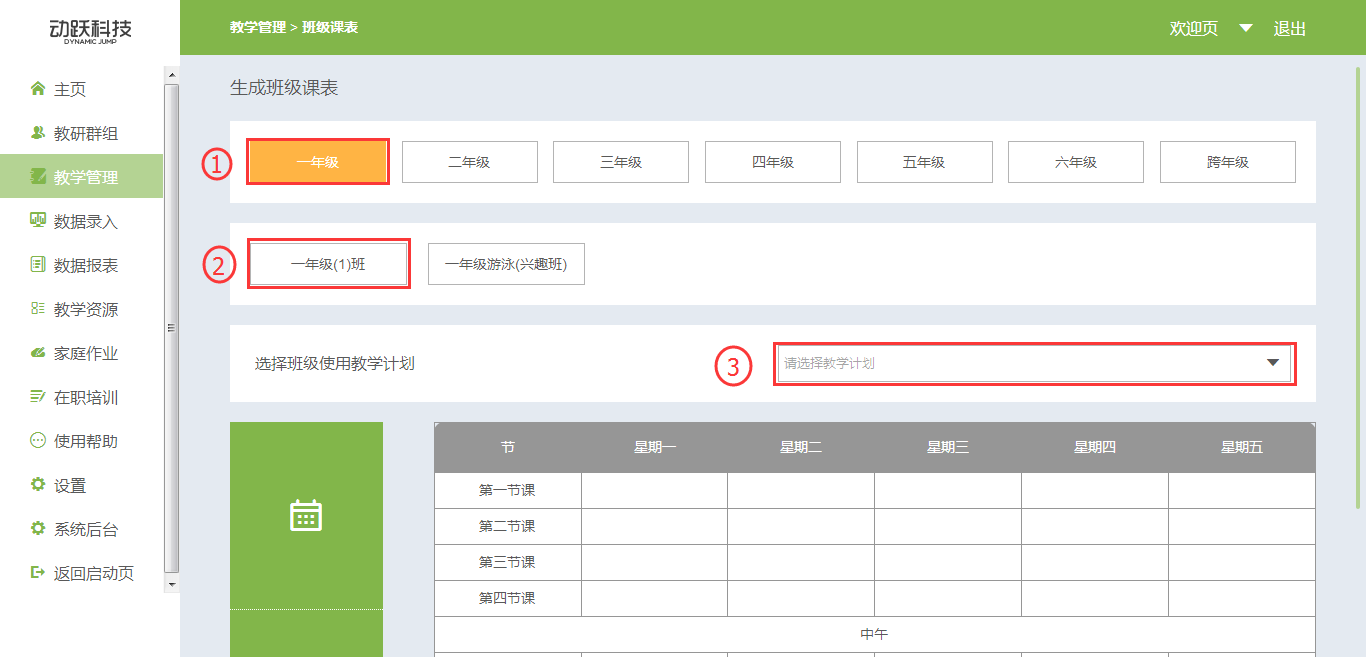 动跃科技
DYNAMIC JUMP
教学管理 > 班级课表
欢迎页 退出
主页
教研群组
教学管理
数据录入
数据报表
教学资源
家庭作业
在职培训
使用帮助
设置
系统后台
返回启动页
生成班级课表
① 一年级 二年级 三年级 四年级 五年级 六年级 跨年级
② 一年级(1)班 一年级游泳(兴趣班)
选择班级使用教学计划 ③ 请选择教学计划
节 星期一 星期二 星期三 星期四 星期五
第一节课
第二节课
第三节课
第四节课
中午